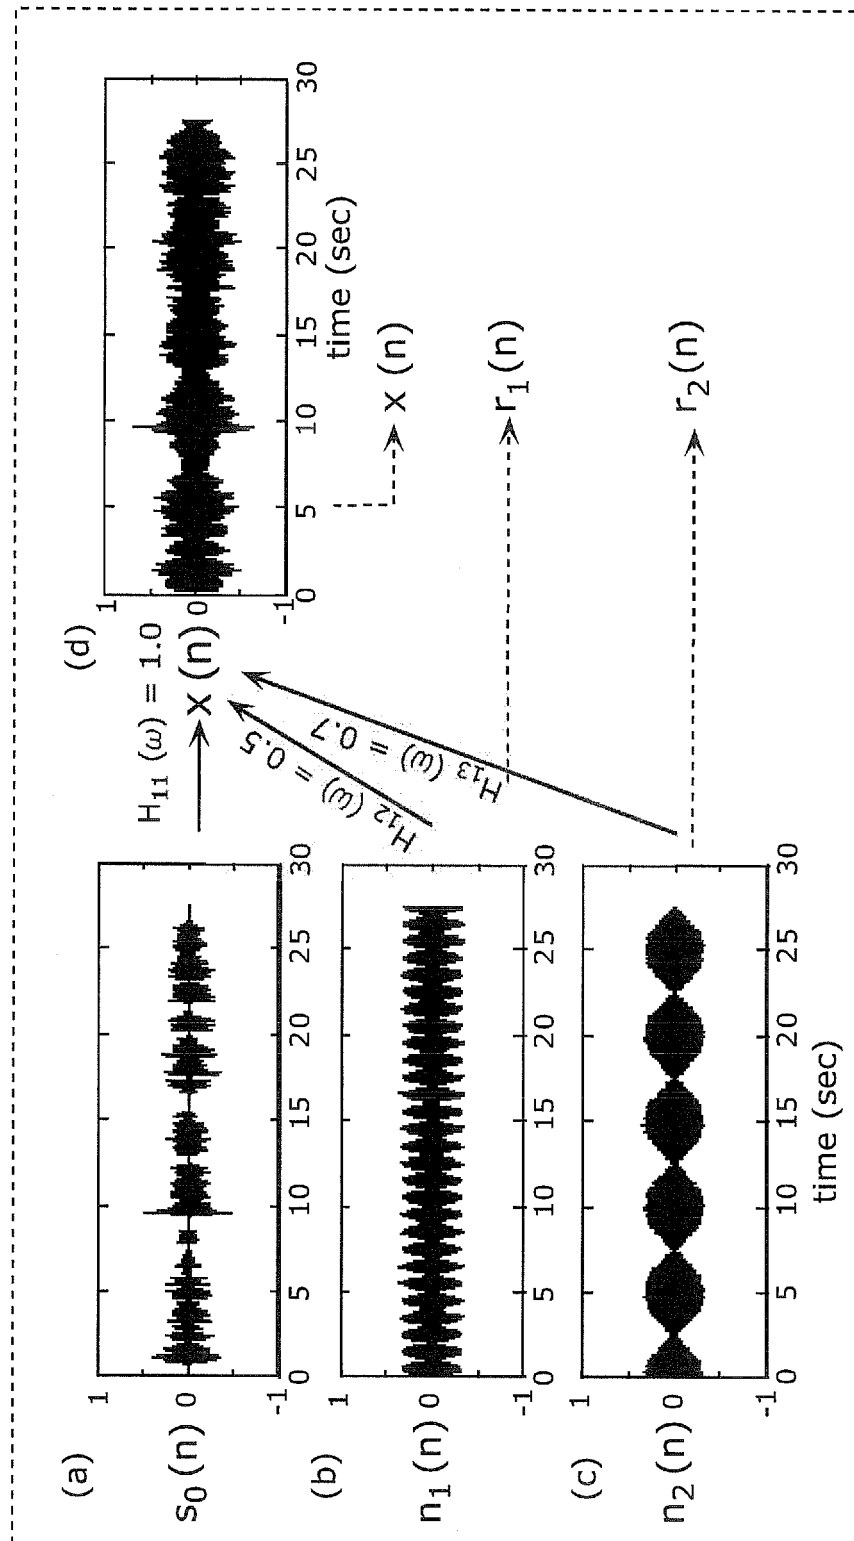 (a)
s0 (n)
1
0
-1
0 5 10 15 20 25 30
H11 (ω) = 1.0
x (n)
(d)
1
0
-1
0 5 10 15 20 25 30
time (sec)
x (n)
(b)
n1 (n)
1
0
-1
0 5 10 15 20 25 30
H12 (ω) = 0.5
H13 (ω) = 0.7
r1 (n)
(c)
n2 (n)
1
0
-1
0 5 10 15 20 25 30
time (sec)
r2 (n)